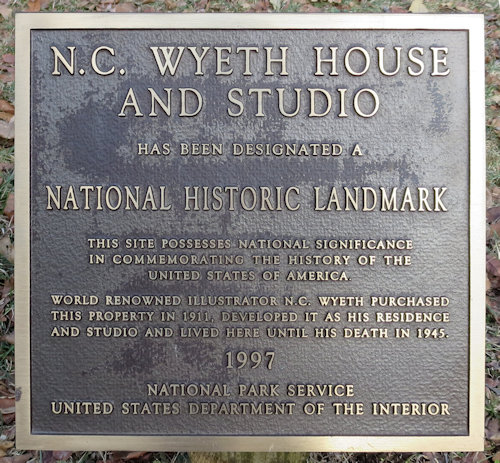 N.C. WYETH HOUSE
AND STUDIO
HAS BEEN DESIGNATED A
NATIONAL HISTORIC LANDMARK
THIS SITE POSSESSES NATIONAL SIGNIFICANCE
IN COMMEMORATING THE HISTORY OF THE
UNITED STATES OF AMERICA.
WORLD RENOWNED ILLUSTRATOR N.C. WYETH PURCHASED
THIS PROPERTY IN 1911, DEVELOPED IT AS HIS RESIDENCE
AND STUDIO AND LIVED HERE UNTIL HIS DEATH IN 1945.
1997
NATIONAL PARK SERVICE
UNITED STATES DEPARTMENT OF THE INTERIOR